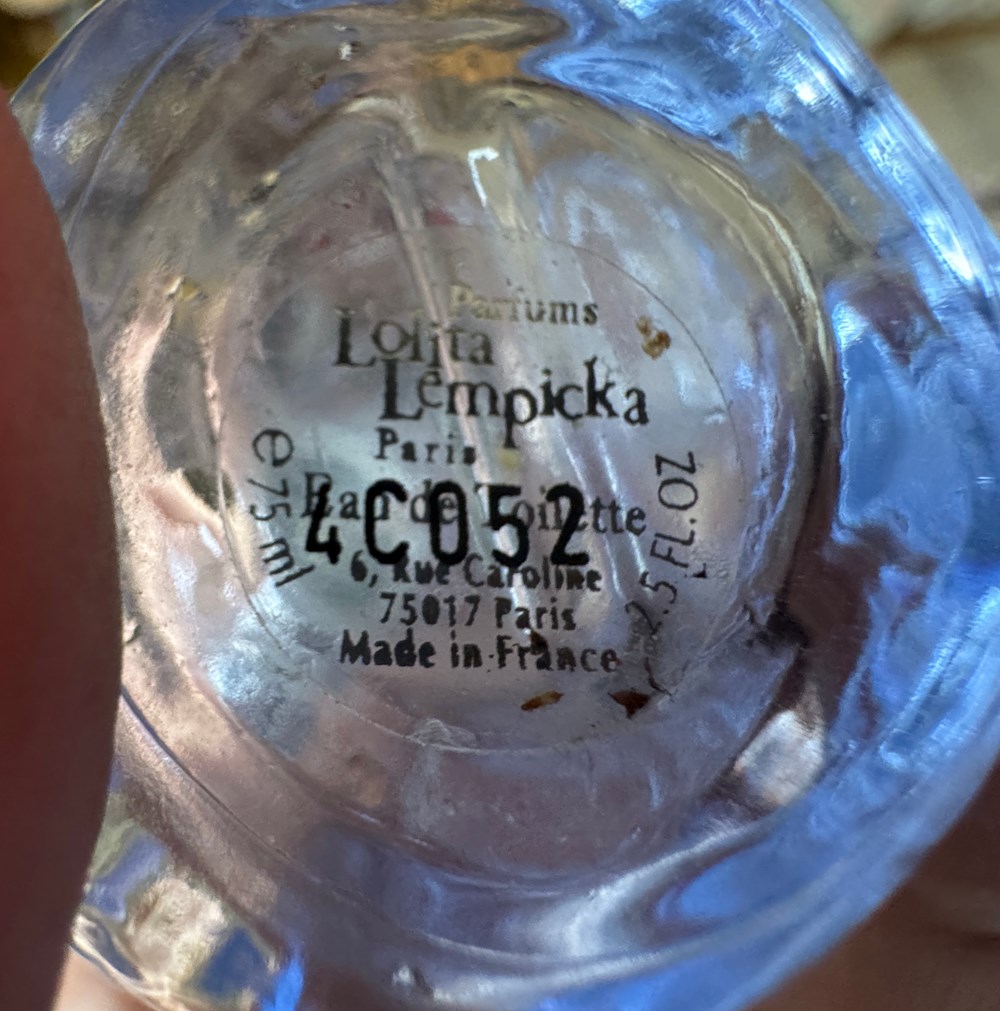 Parfums
Lolita
Lempicka
Paris
Eau de Toilette
4C052
6, Rue Caroline
75017 Paris
Made in France
e 75 ml
2.5 FL.OZ